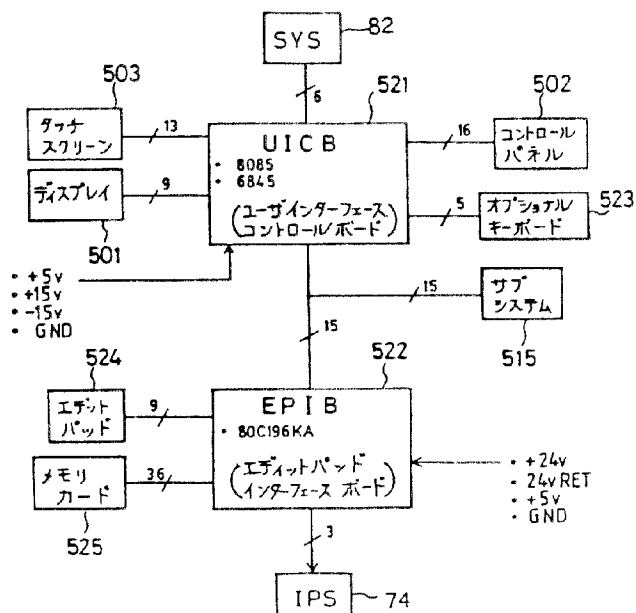 SYS
82
6
503
521
502
タッチ
スクリーン
13
UICB
• 8085
• 6845
(ユーザインターフェース
コントロールボード)
16
コントロール
パネル
ディスプレイ
9
501
5
オプショナル
キーボード
523
• +5v
• +15v
• -15v
• GND
15
15
サブ
システム
515
524
522
エデット
パッド
9
EPIB
• 80C196KA
(エディットパッド
インターフェースボード)
メモリ
カード
36
525
• +24v
• 24vRET
• +5v
• GND
3
IPS
74